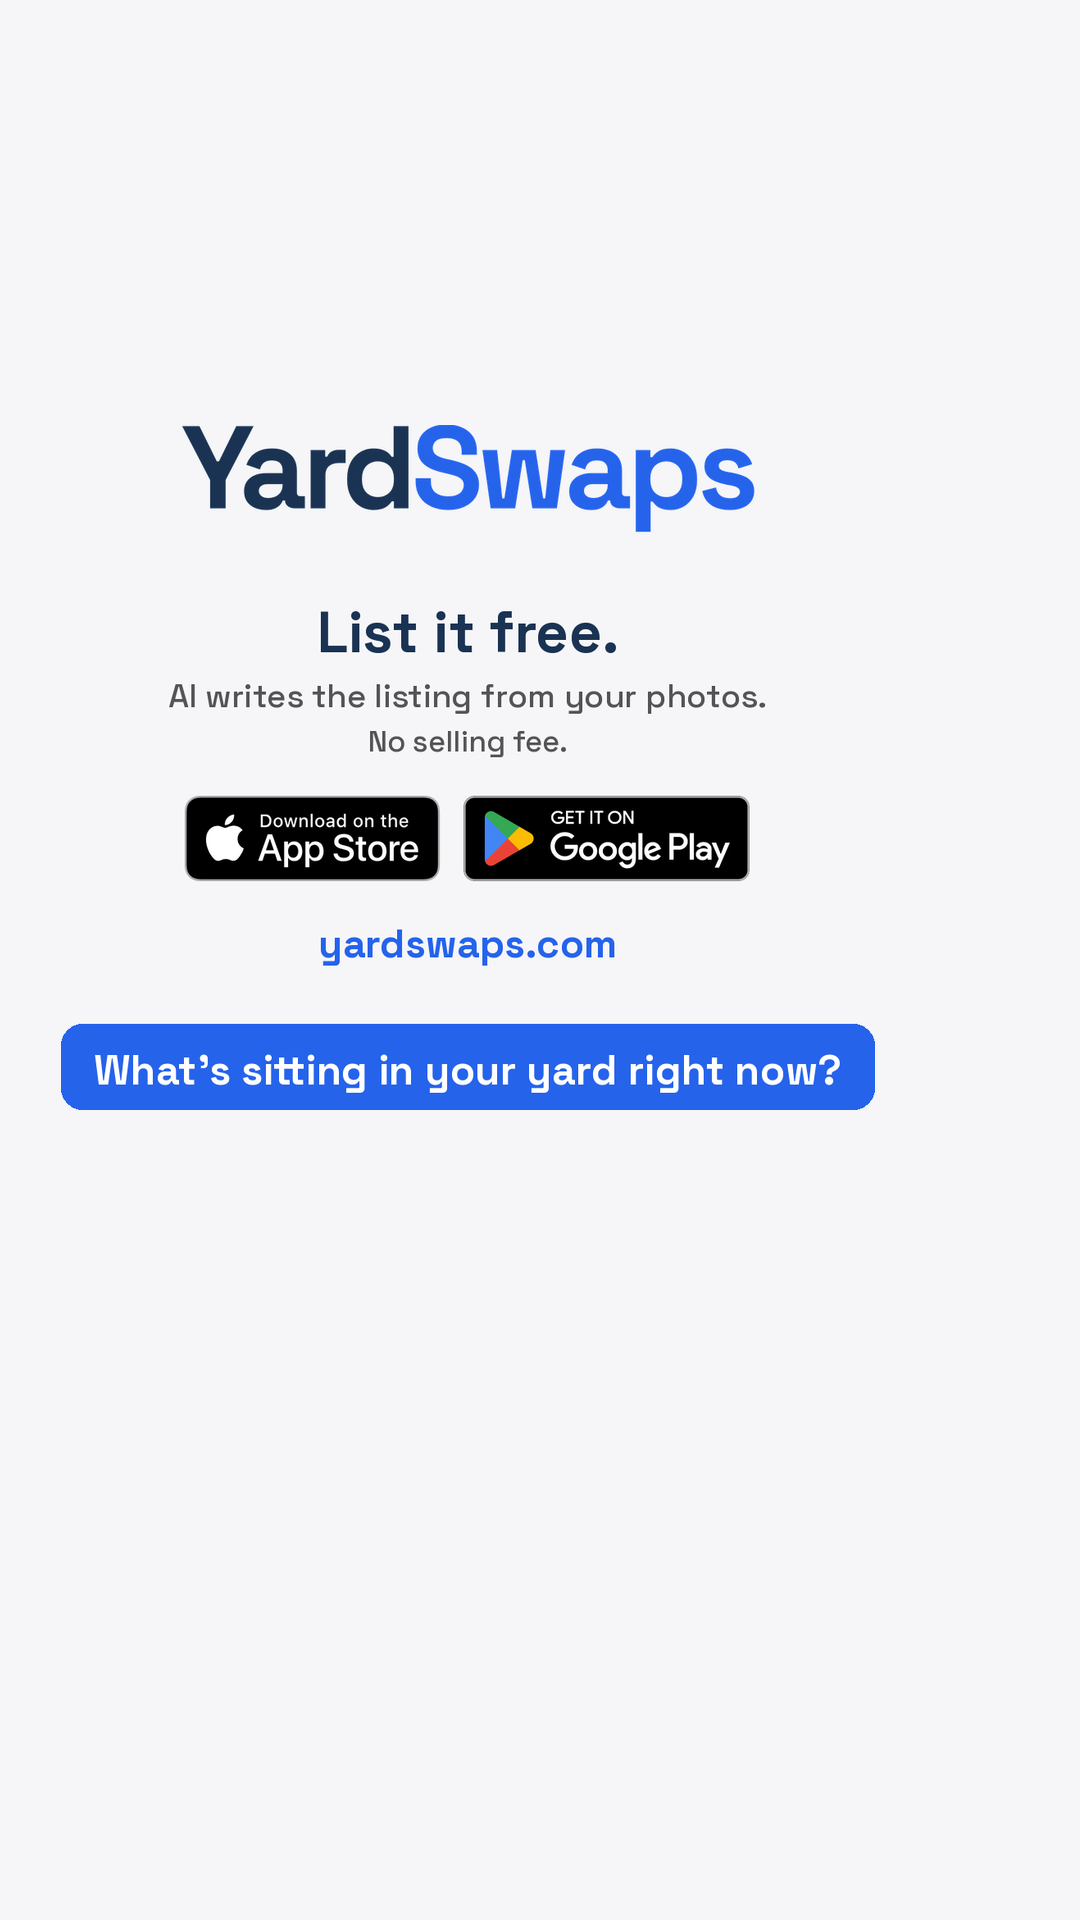 YardSwaps
List it free.
AI writes the listing from your photos.
No selling fee.
Download on the
App Store
GET IT ON
Google Play
yardswaps.com
What’s sitting in your yard right now?